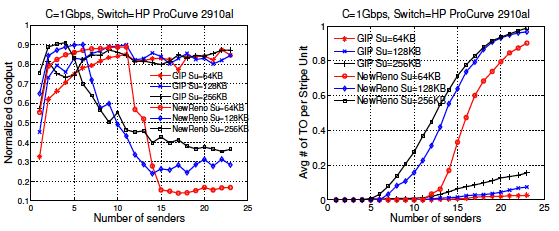 C=1Gbps, Switch=HP ProCurve 2910al
Normalized Goodput
1
0.9
0.8
0.7
0.6
0.5
0.4
0.3
0.2
0.1
GIP Su=64KB
GIP Su=128KB
GIP Su=256KB
NewReno Su=64KB
NewReno Su=128KB
NewReno Su=256KB
0 5 10 15 20 25
Number of senders
C=1Gbps, Switch=HP ProCurve 2910al
Avg # of TO per Stripe Unit
1
0.8
0.6
0.4
0.2
0
GIP Su=64KB
GIP Su=128KB
GIP Su=256KB
NewReno Su=64KB
NewReno Su=128KB
NewReno Su=256KB
0 5 10 15 20 25
Number of senders